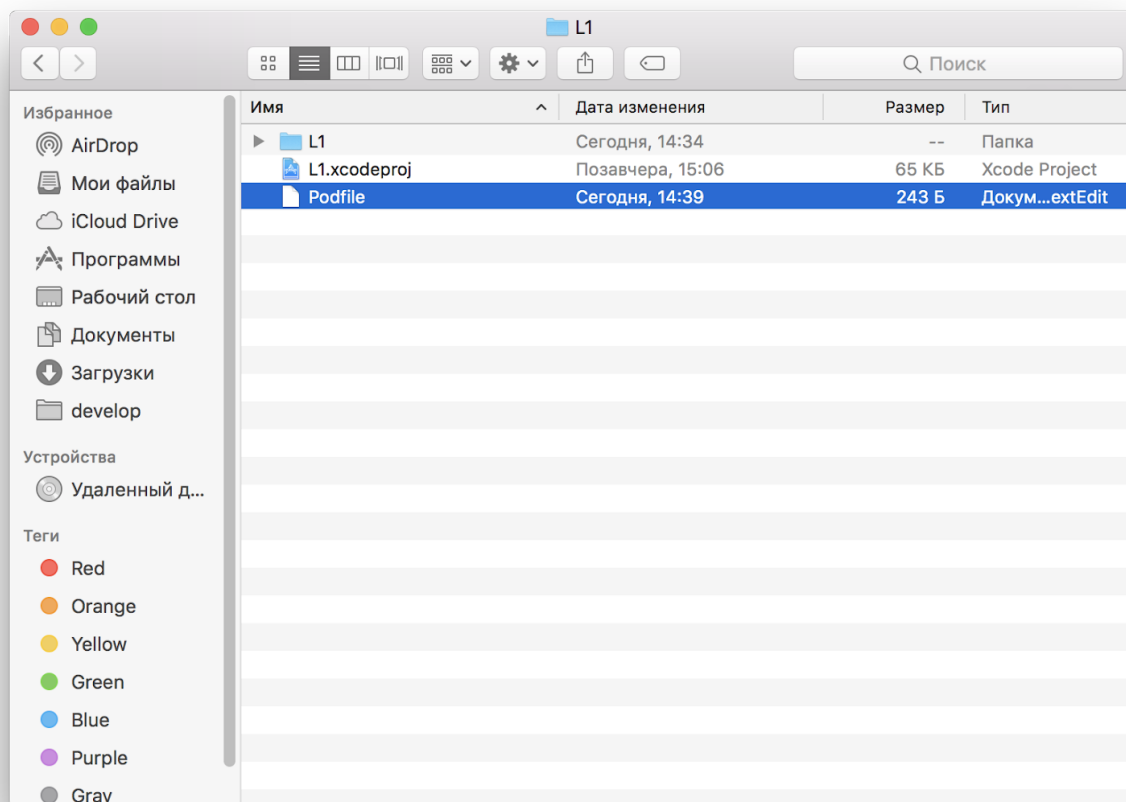 L1
Поиск
Избранное
AirDrop
Мои файлы
iCloud Drive
Программы
Рабочий стол
Документы
Загрузки
develop
Устройства
Удаленный д...
Теги
Red
Orange
Yellow
Green
Blue
Purple
Gray
Имя Дата изменения Размер Тип
L1 Сегодня, 14:34 -- Папка
L1.xcodeproj Позавчера, 15:06 65 КБ Xcode Project
Podfile Сегодня, 14:39 243 Б Докум...extEdit